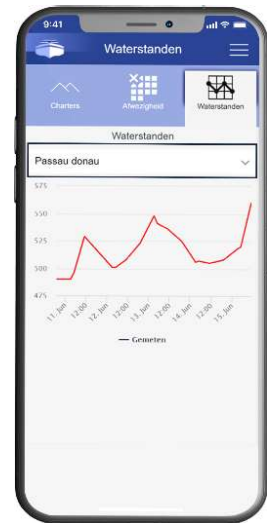 9:41
Waterstanden
Charters
Afwezigheid
Waterstanden
Waterstanden
Passau donau
575
550
525
500
475
11. Jun
12:00
12. Jun
12:00
13. Jun
12:00
14. Jun
12:00
15. Jun
Gemeten